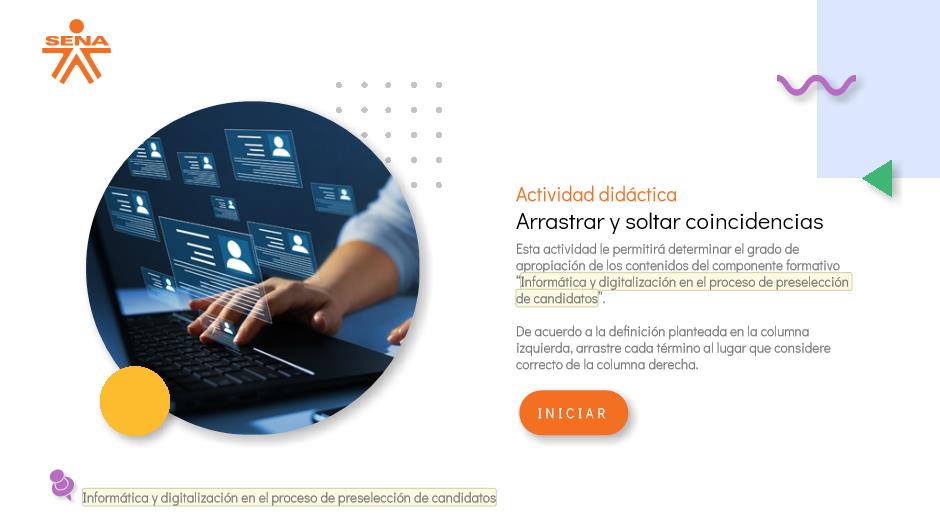 SENA
Actividad didáctica
Arrastrar y soltar coincidencias
Esta actividad le permitirá determinar el grado de
apropiación de los contenidos del componente formativo
"Informática y digitalización en el proceso de preselección
de candidatos".
De acuerdo a la definición planteada en la columna
izquierda, arrastre cada término al lugar que considere
correcto de la columna derecha.
INICIAR
Informática y digitalización en el proceso de preselección de candidatos